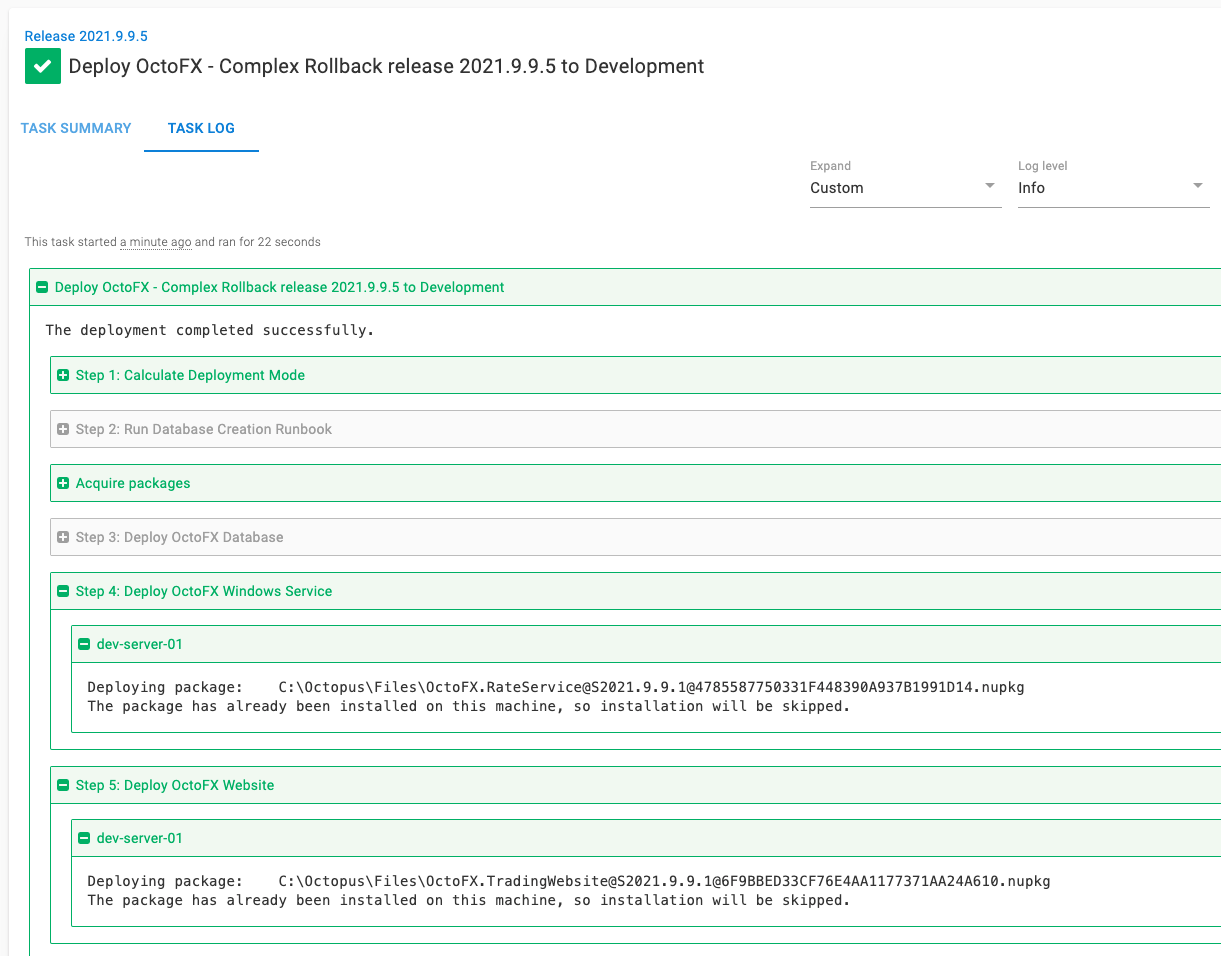 Release 2021.9.9.5
Deploy OctoFX - Complex Rollback release 2021.9.9.5 to Development
TASK SUMMARY TASK LOG
Expand Log level
Custom Info
This task started a minute ago and ran for 22 seconds
Deploy OctoFX - Complex Rollback release 2021.9.9.5 to Development
The deployment completed successfully.
Step 1: Calculate Deployment Mode
Step 2: Run Database Creation Runbook
Acquire packages
Step 3: Deploy OctoFX Database
Step 4: Deploy OctoFX Windows Service
dev-server-01
Deploying package:    C:\Octopus\Files\OctoFX.RateService@S2021.9.9.1@4785587750331F448390A937B1991D14.nupkg
The package has already been installed on this machine, so installation will be skipped.
Step 5: Deploy OctoFX Website
dev-server-01
Deploying package:    C:\Octopus\Files\OctoFX.TradingWebsite@S2021.9.9.1@6F9BBED33CF76E4AA1177371AA24A610.nupkg
The package has already been installed on this machine, so installation will be skipped.